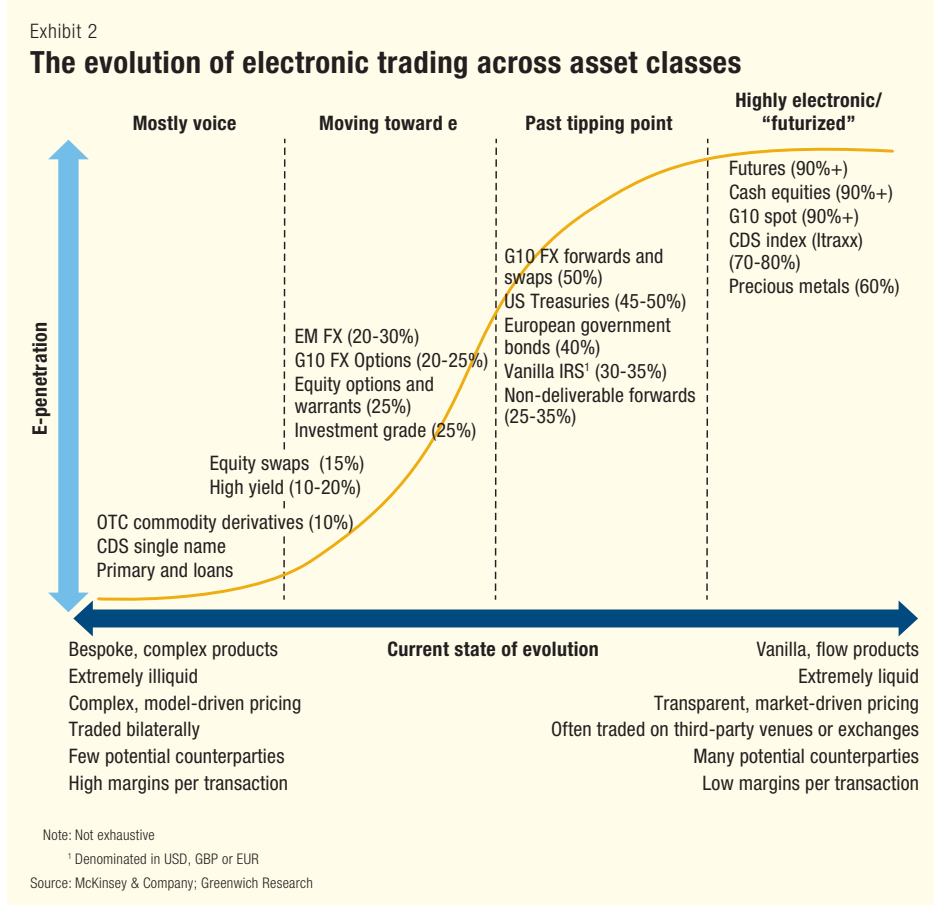 Exhibit 2
The evolution of electronic trading across asset classes
Mostly voice
Moving toward e
Past tipping point
Highly electronic/
“futurized”
E-penetration
OTC commodity derivatives (10%)
CDS single name
Primary and loans
Equity swaps (15%)
High yield (10-20%)
EM FX (20-30%)
G10 FX Options (20-25%)
Equity options and
warrants (25%)
Investment grade (25%)
G10 FX forwards and
swaps (50%)
US Treasuries (45-50%)
European government
bonds (40%)
Vanilla IRS¹ (30-35%)
Non-deliverable forwards
(25-35%)
Futures (90%+)
Cash equities (90%+)
G10 spot (90%+)
CDS index (Itraxx)
(70-80%)
Precious metals (60%)
Current state of evolution
Bespoke, complex products
Extremely illiquid
Complex, model-driven pricing
Traded bilaterally
Few potential counterparties
High margins per transaction
Vanilla, flow products
Extremely liquid
Transparent, market-driven pricing
Often traded on third-party venues or exchanges
Many potential counterparties
Low margins per transaction
Note: Not exhaustive
¹ Denominated in USD, GBP or EUR
Source: McKinsey & Company; Greenwich Research